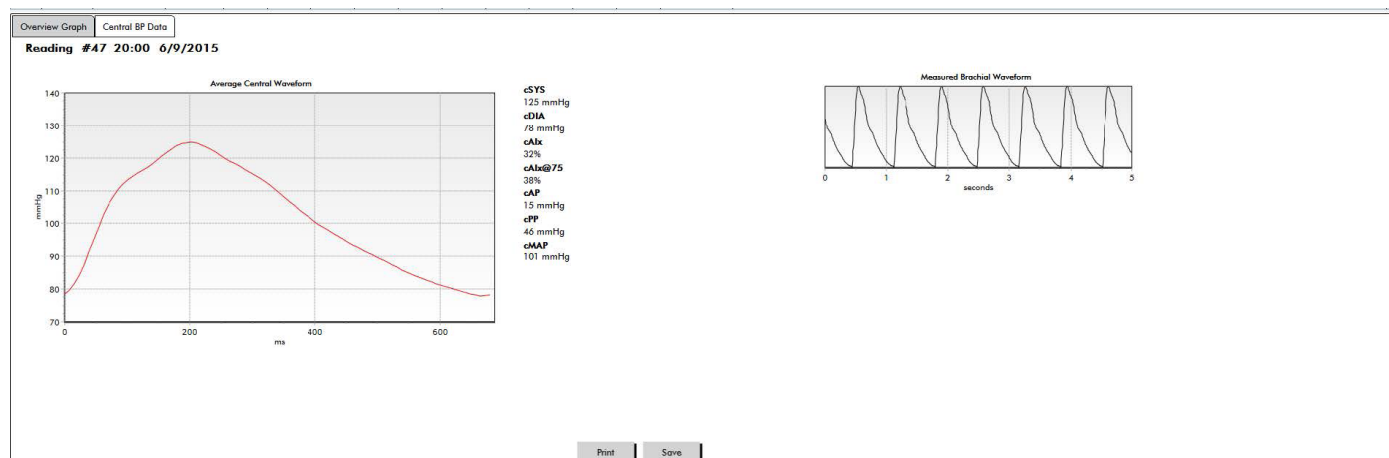 Overview Graph Central BP Data
Reading #47 20:00 6/9/2015
Average Central Waveform
140
130
120
110
100
90
80
70
mmHg
0 200 400 600
ms
cSYS
125 mmHg
cDIA
78 mmHg
cAIx
32%
cAIx@75
38%
cAP
15 mmHg
cPP
46 mmHg
cMAP
101 mmHg
Measured Brachial Waveform
0 1 2 3 4 5
seconds
Print Save